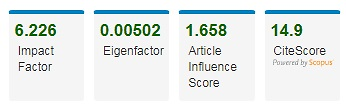 6.226
Impact
Factor
0.00502
Eigenfactor
1.658
Article
Influence
Score
14.9
CiteScore
Powered by Scopus